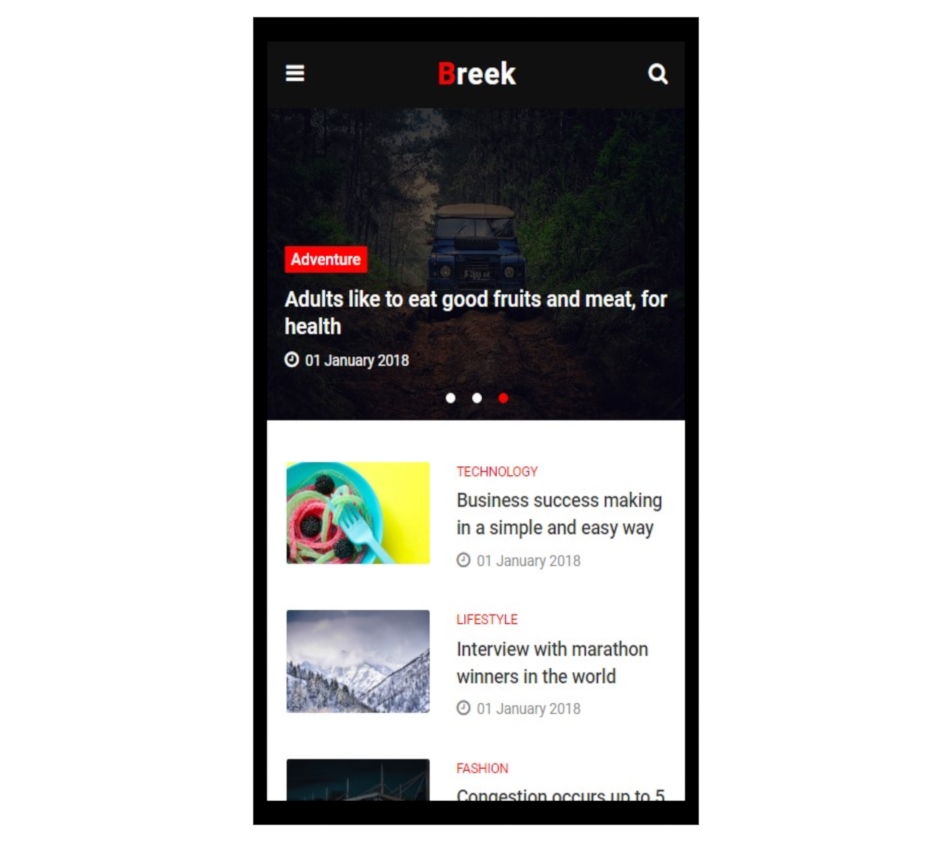 Breek
Adventure
Adults like to eat good fruits and meat, for
health
01 January 2018
TECHNOLOGY
Business success making
in a simple and easy way
01 January 2018
LIFESTYLE
Interview with marathon
winners in the world
01 January 2018
FASHION
Congestion occurs up to 5